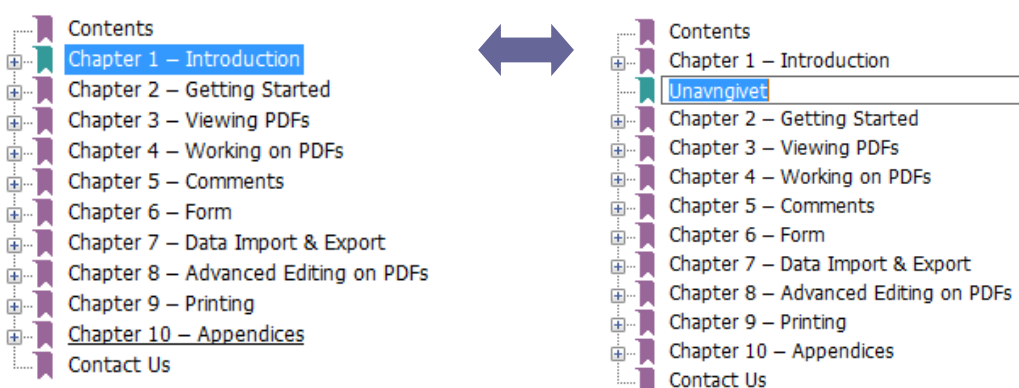 Contents
Chapter 1 – Introduction
Chapter 2 – Getting Started
Chapter 3 – Viewing PDFs
Chapter 4 – Working on PDFs
Chapter 5 – Comments
Chapter 6 – Form
Chapter 7 – Data Import & Export
Chapter 8 – Advanced Editing on PDFs
Chapter 9 – Printing
Chapter 10 – Appendices
Contact Us
Contents
Chapter 1 – Introduction
Unavngivet
Chapter 2 – Getting Started
Chapter 3 – Viewing PDFs
Chapter 4 – Working on PDFs
Chapter 5 – Comments
Chapter 6 – Form
Chapter 7 – Data Import & Export
Chapter 8 – Advanced Editing on PDFs
Chapter 9 – Printing
Chapter 10 – Appendices
Contact Us